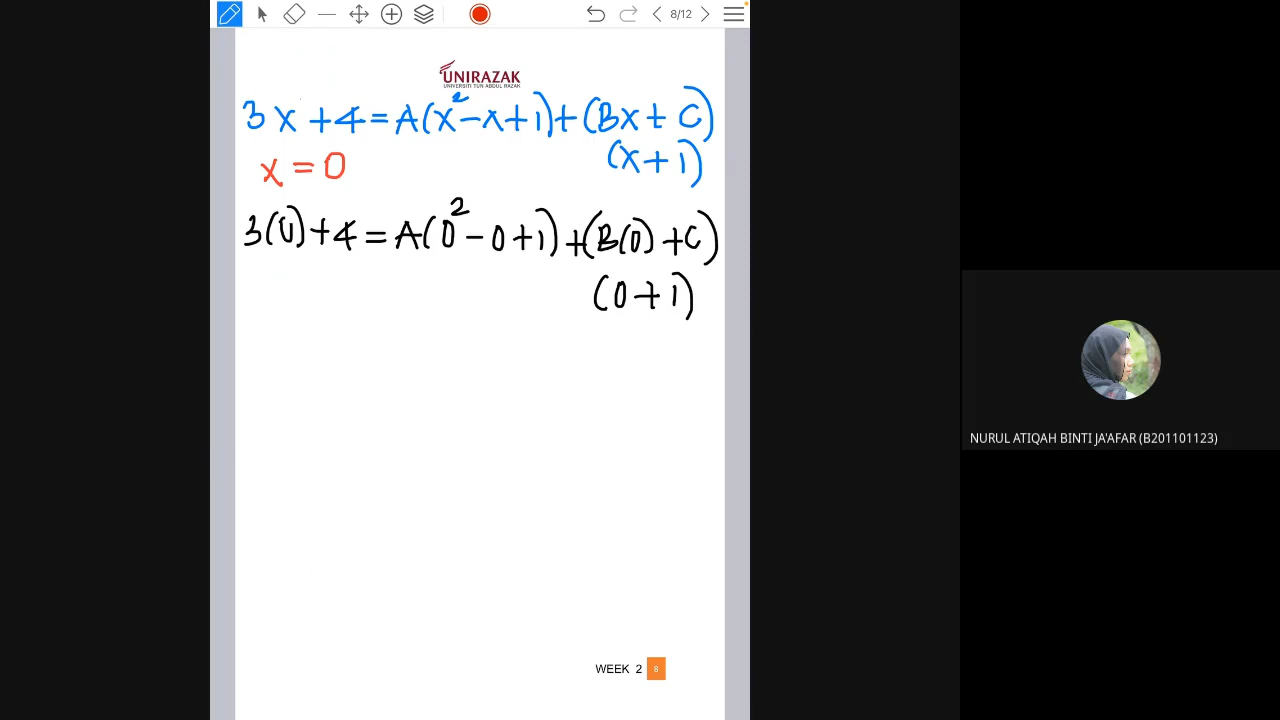 8/12
UNIRAZAK
UNIVERSITI TUN ABDUL RAZAK
3x+4=A(x²-x+1)+(Bx+C)
(x+1)
x=0
3(0)+4=A(0²-0+1)+(B(0)+C)
(0+1)
NURUL ATIQAH BINTI JA'AFAR (B201101123)
WEEK 2 8